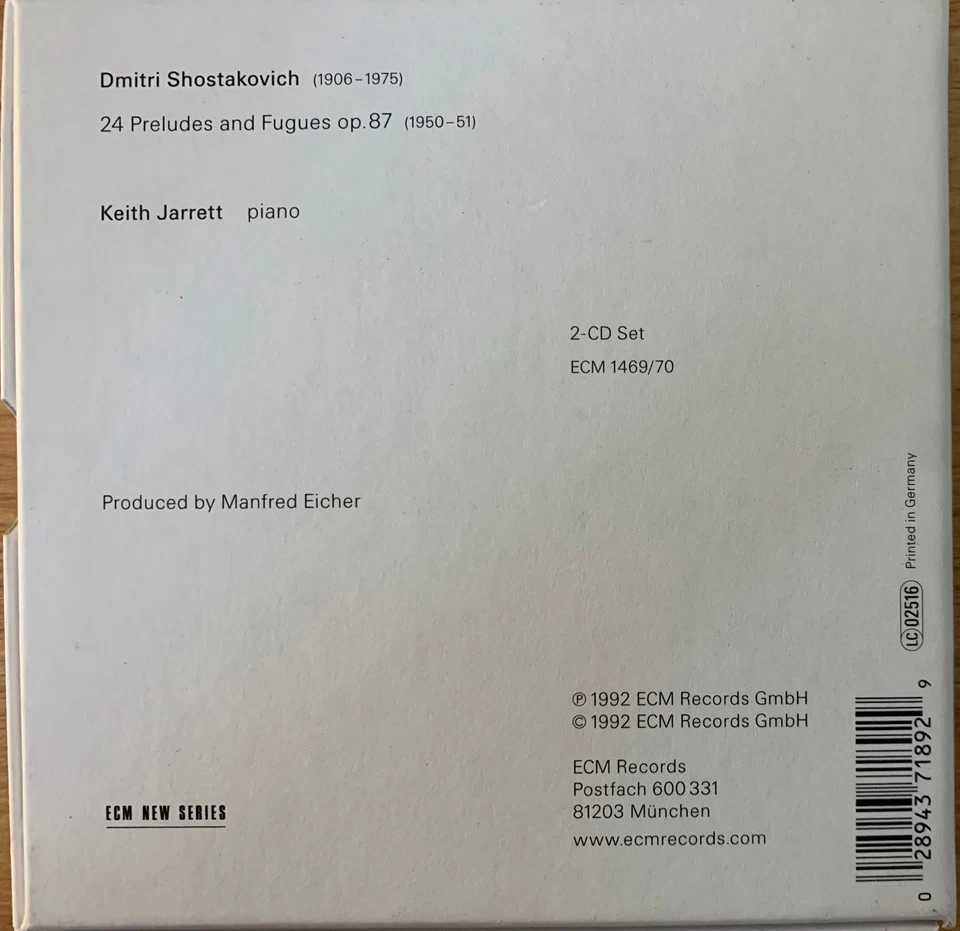 Dmitri Shostakovich (1906–1975)
24 Preludes and Fugues op.87 (1950–51)
Keith Jarrett piano
2-CD Set
ECM 1469/70
Produced by Manfred Eicher
Printed in Germany
LC 02516
℗ 1992 ECM Records GmbH
© 1992 ECM Records GmbH
ECM Records
Postfach 600 331
81203 München
www.ecmrecords.com
ECM NEW SERIES
0 28943 71892 9